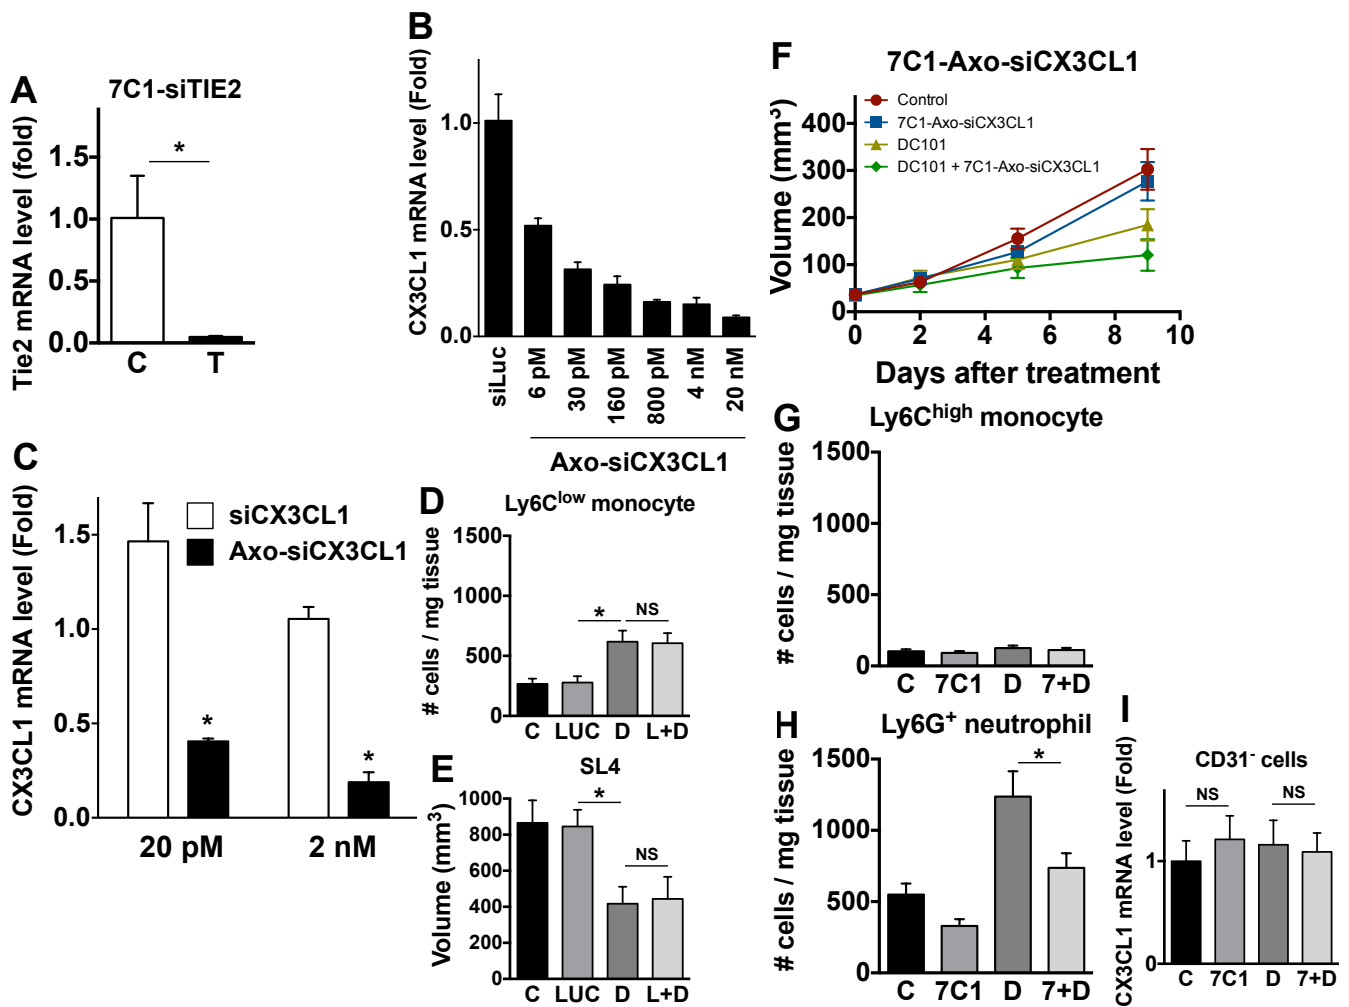 A
7C1-siTIE2
Tie2 mRNA level (fold)
1.5
1.0
0.5
0.0
*
C T
B
CX3CL1 mRNA level (Fold)
1.0
0.5
0.0
siLuc
6 pM
30 pM
160 pM
800 pM
4 nM
20 nM
Axo-siCX3CL1
C
CX3CL1 mRNA level (Fold)
1.5
1.0
0.5
0.0
siCX3CL1
Axo-siCX3CL1
*
*
20 pM 2 nM
D
Ly6Clow monocyte
# cells / mg tissue
1500
1000
500
0
* NS
C LUC D L+D
E
SL4
Volume (mm3)
1000
800
600
400
200
0
*
NS
C LUC D L+D
F
7C1-Axo-siCX3CL1
Volume (mm3)
400
300
200
100
0
Control
7C1-Axo-siCX3CL1
DC101
DC101 + 7C1-Axo-siCX3CL1
0 2 4 6 8 10
Days after treatment
G
Ly6Chigh monocyte
# cells / mg tissue
1500
1000
500
0
C 7C1 D 7+D
H
Ly6G+ neutrophil
# cells / mg tissue
1500
1000
500
0
*
C 7C1 D 7+D
I
CD31- cells
CX3CL1 mRNA level (Fold)
1
0
NS NS
C 7C1 D 7+D